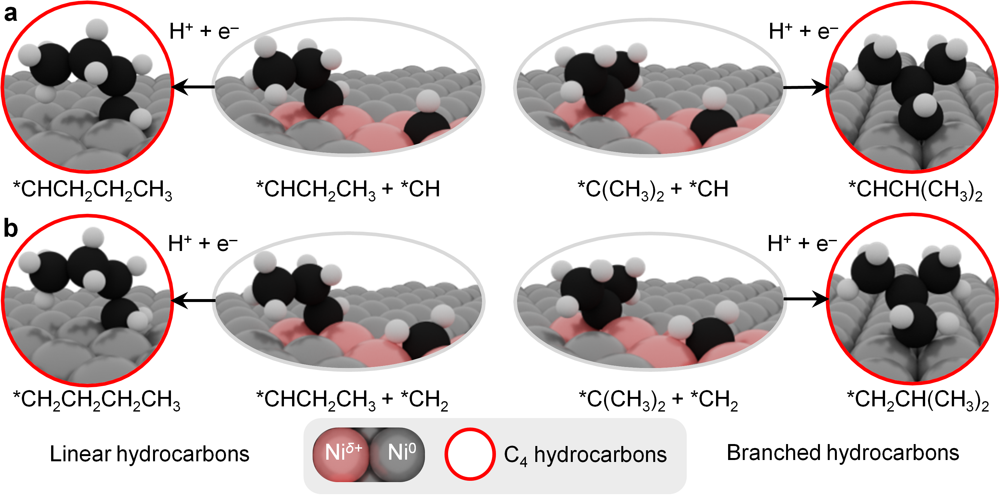 a
H⁺ + e⁻
H⁺ + e⁻
*CHCH₂CH₂CH₃
*CHCH₂CH₃ + *CH
*C(CH₃)₂ + *CH
*CHCH(CH₃)₂
b
H⁺ + e⁻
H⁺ + e⁻
*CH₂CH₂CH₂CH₃
*CHCH₂CH₃ + *CH₂
*C(CH₃)₂ + *CH₂
*CH₂CH(CH₃)₂
Linear hydrocarbons
Niᵟ⁺
Ni⁰
C₄ hydrocarbons
Branched hydrocarbons